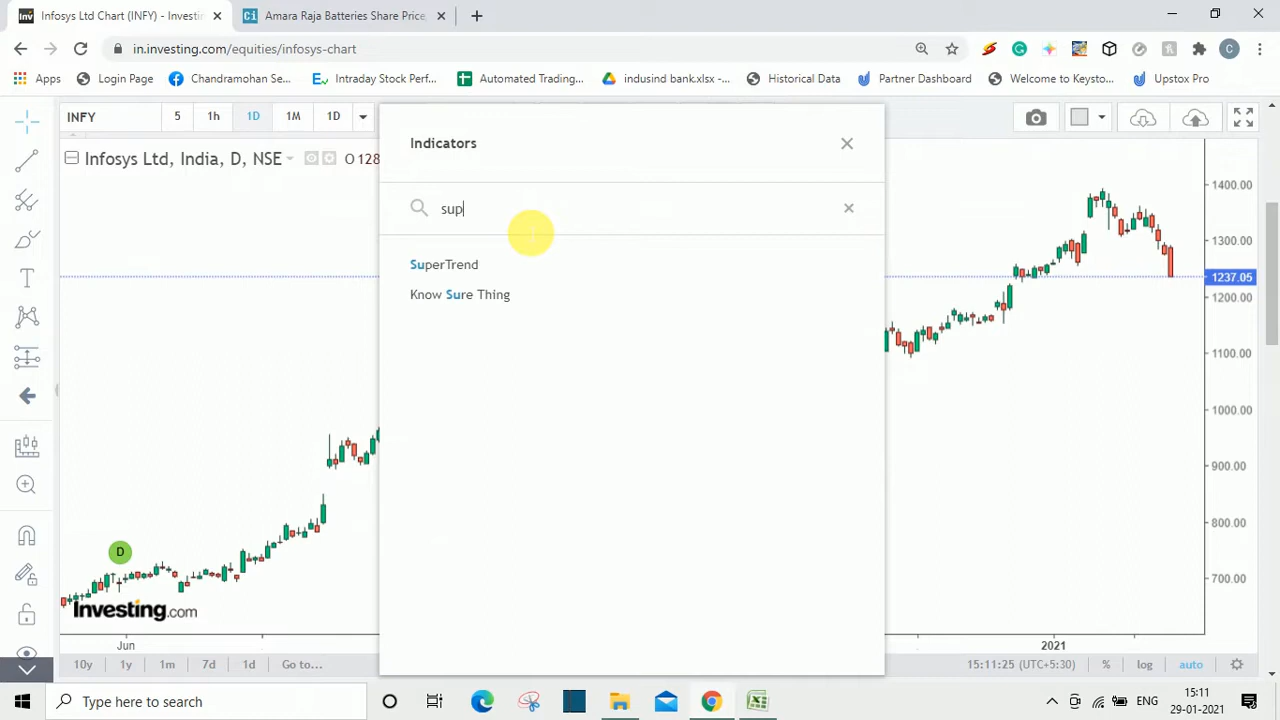 Infosys Ltd Chart (INFY) - Investin
Amara Raja Batteries Share Price,
in.investing.com/equities/infosys-chart
Apps
Login Page
Chandramohan Se...
Intraday Stock Perf...
Automated Trading...
indusind bank.xlsx -...
Historical Data
Partner Dashboard
Welcome to Keysto...
Upstox Pro
INFY
5
1h
1D
1M
1D
Infosys Ltd, India, D, NSE
O 128
Indicators
sup
SuperTrend
Know Sure Thing
1400.00
1300.00
1237.05
1200.00
1100.00
1000.00
900.00
800.00
700.00
D
Investing.com
Jun
2021
10y
1y
1m
7d
1d
Go to...
15:11:25 (UTC+5:30)
%
log
auto
Type here to search
ENG
15:11
29-01-2021